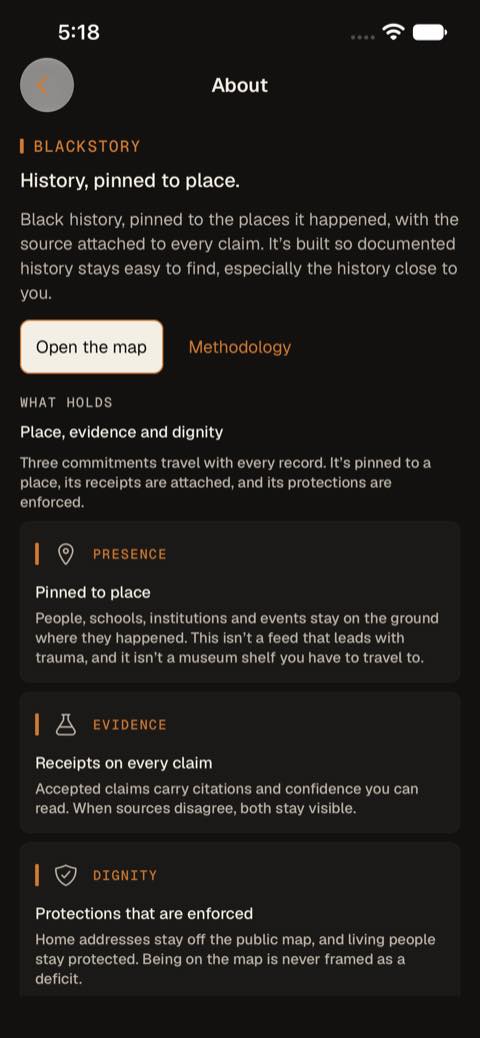 5:18
About
BLACKSTORY
History, pinned to place.
Black history, pinned to the places it happened, with the
source attached to every claim. It’s built so documented
history stays easy to find, especially the history close to
you.
Open the map
Methodology
WHAT HOLDS
Place, evidence and dignity
Three commitments travel with every record. It’s pinned to a
place, its receipts are attached, and its protections are
enforced.
PRESENCE
Pinned to place
People, schools, institutions and events stay on the ground
where they happened. This isn’t a feed that leads with
trauma, and it isn’t a museum shelf you have to travel to.
EVIDENCE
Receipts on every claim
Accepted claims carry citations and confidence you can
read. When sources disagree, both stay visible.
DIGNITY
Protections that are enforced
Home addresses stay off the public map, and living people
stay protected. Being on the map is never framed as a
deficit.